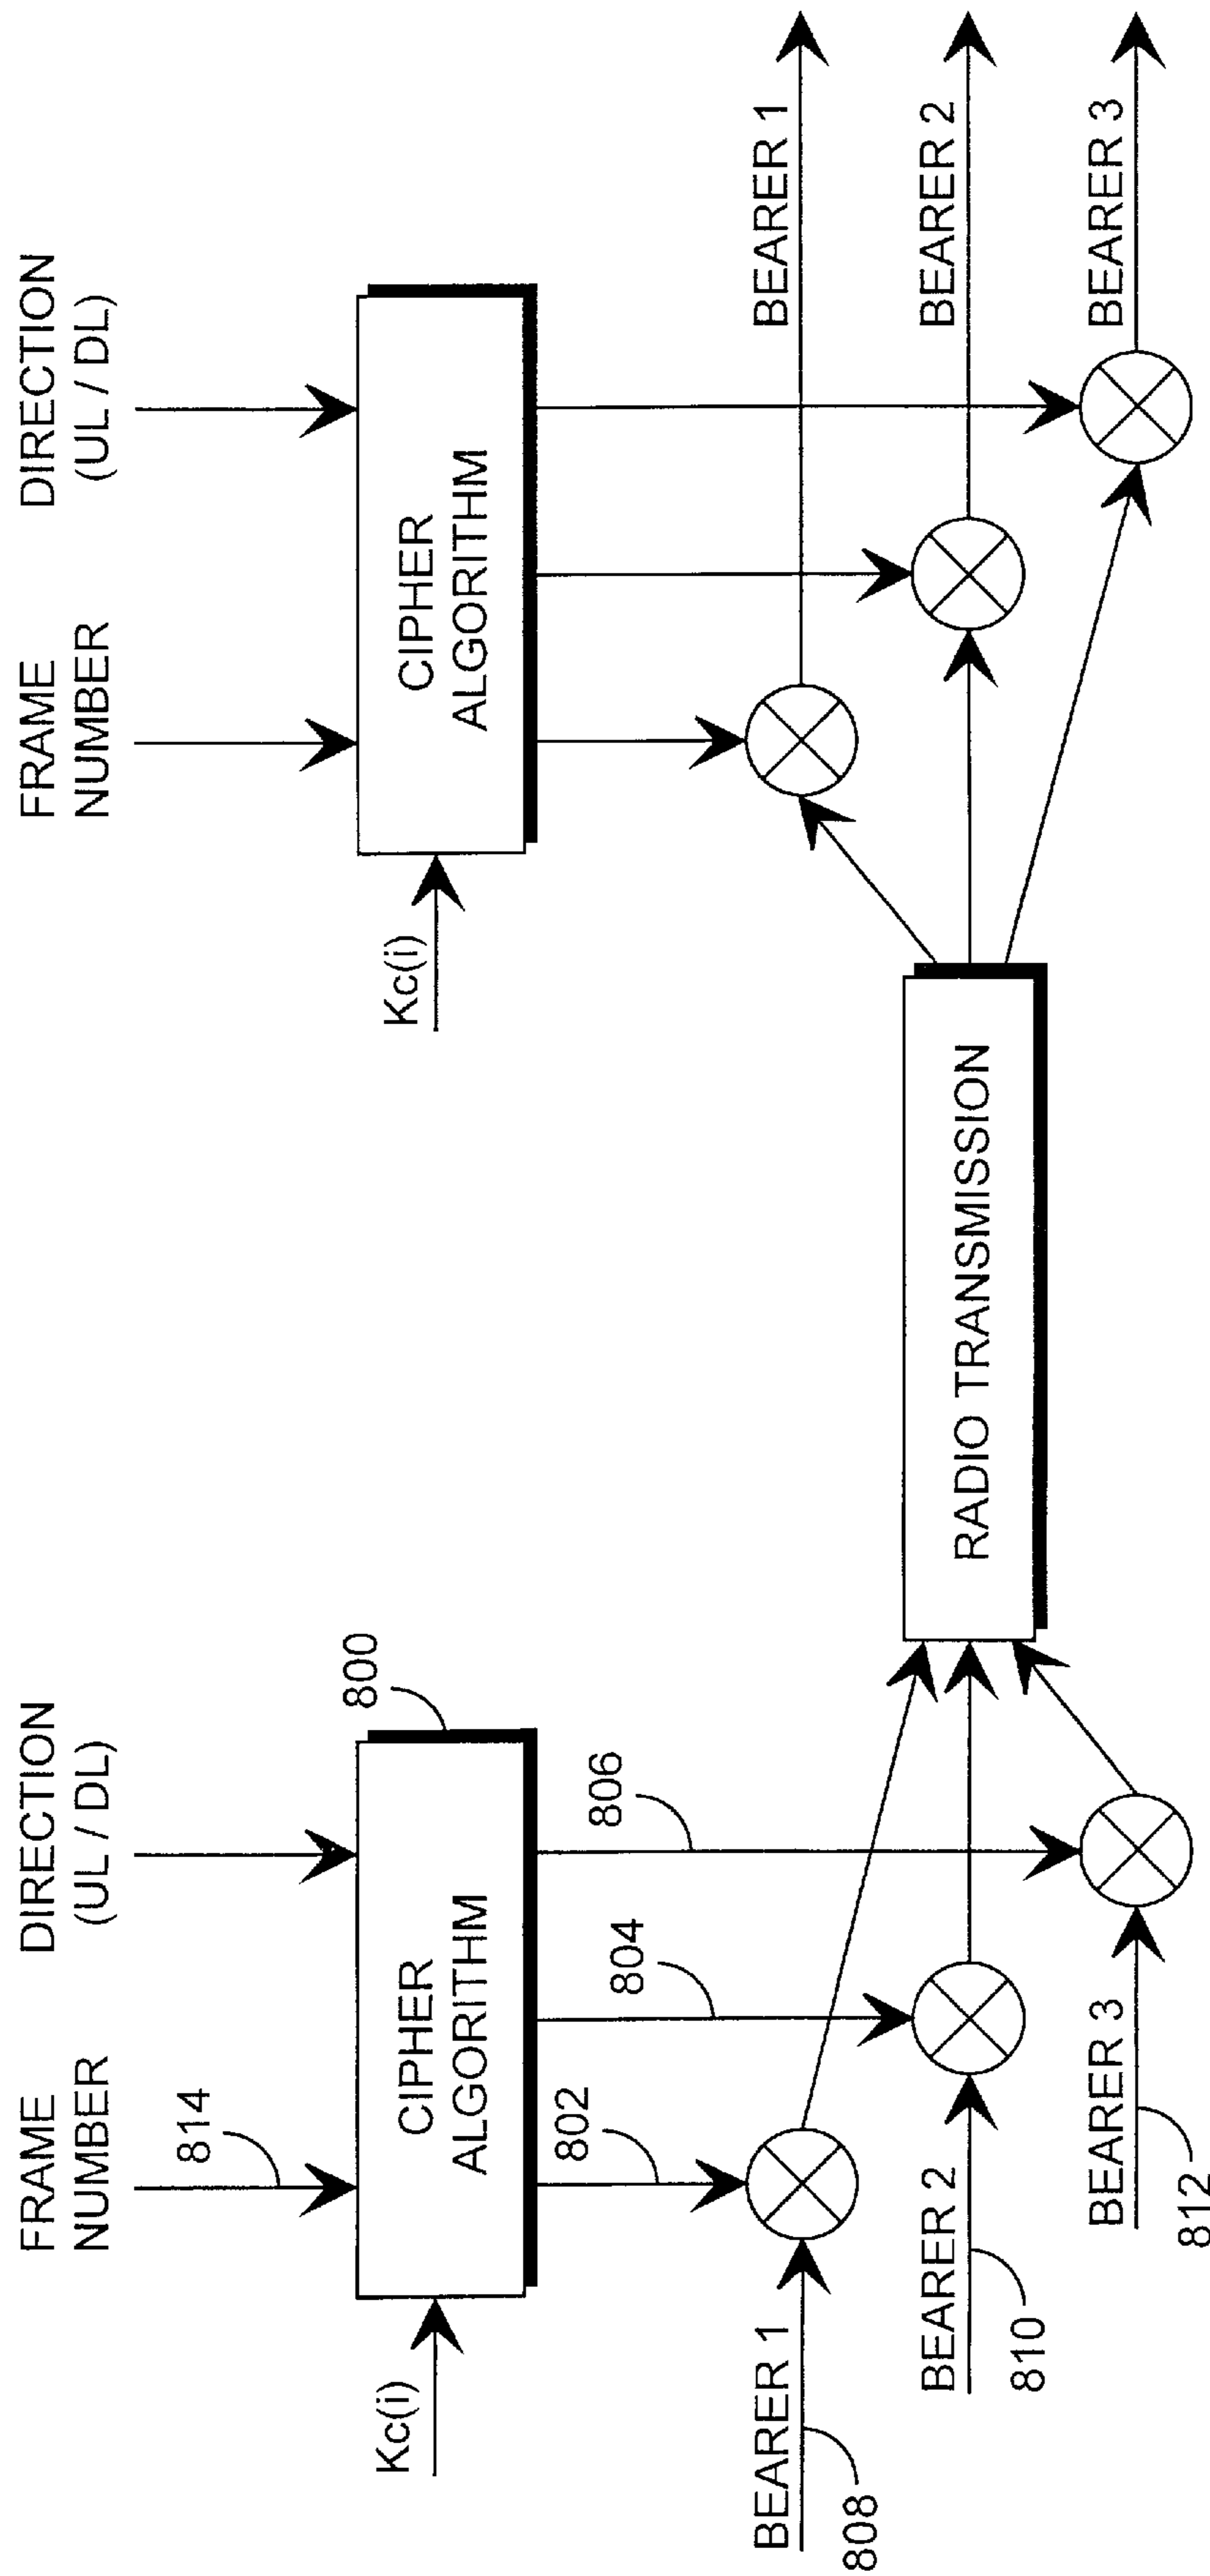 FRAME
NUMBER
DIRECTION
(UL / DL)
FRAME
NUMBER
DIRECTION
(UL / DL)
814
800
Kc(i)
CIPHER
ALGORITHM
Kc(i)
CIPHER
ALGORITHM
802
804
806
BEARER 1
808
BEARER 1
BEARER 2
810
RADIO TRANSMISSION
BEARER 2
BEARER 3
812
BEARER 3